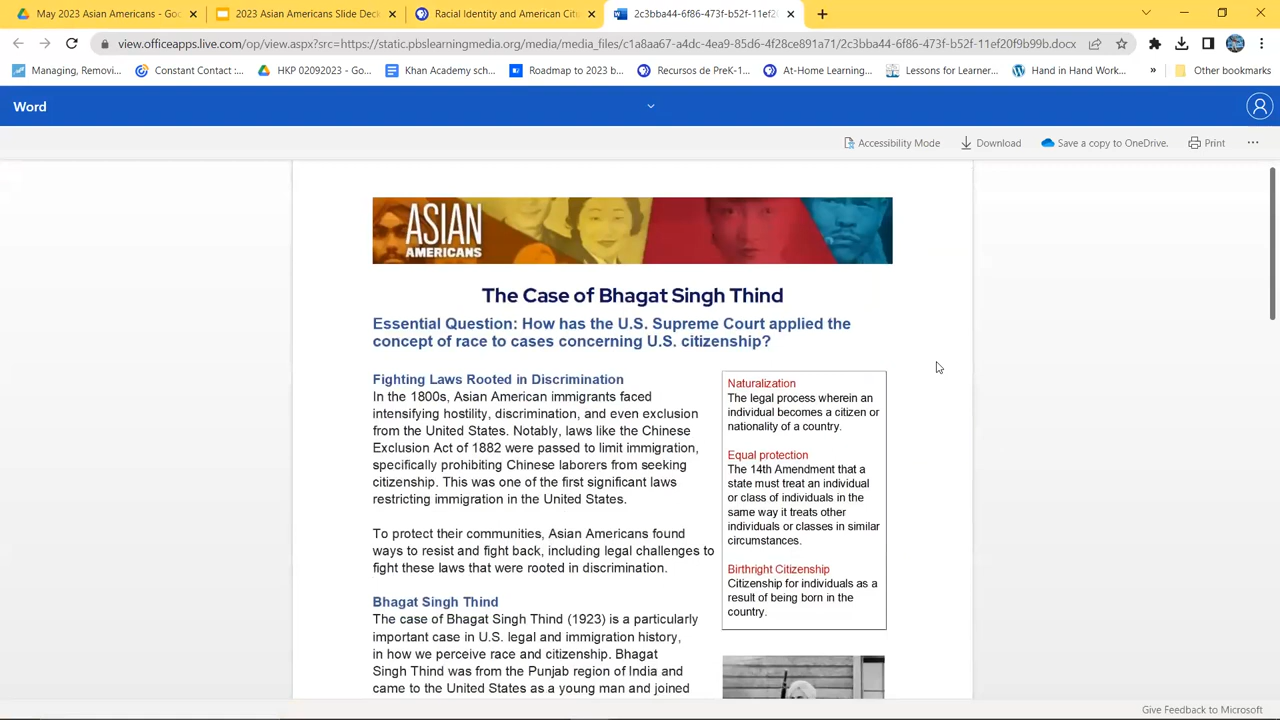 May 2023 Asian Americans - Goo
2023 Asian Americans Slide Deck
Racial Identity and American Citi
2c3bba44-6f86-473f-b52f-11ef20
view.officeapps.live.com/op/view.aspx?src=https://static.pbslearningmedia.org/media/media_files/c1a8aa67-a4dc-4ea9-85d6-4f28ce891a71/2c3bba44-6f86-473f-b52f-11ef20f9b99b.docx
Managing, Removi...
Constant Contact :...
HKP 02092023 - Go...
Khan Academy sch...
Roadmap to 2023 b...
Recursos de PreK-1...
At-Home Learning...
Lessons for Learner...
Hand in Hand Work...
»
Other bookmarks
Word
Accessibility Mode
Download
Save a copy to OneDrive.
Print
...
ASIAN
AMERICANS
The Case of Bhagat Singh Thind
Essential Question: How has the U.S. Supreme Court applied the
concept of race to cases concerning U.S. citizenship?
Fighting Laws Rooted in Discrimination
In the 1800s, Asian American immigrants faced
intensifying hostility, discrimination, and even exclusion
from the United States. Notably, laws like the Chinese
Exclusion Act of 1882 were passed to limit immigration,
specifically prohibiting Chinese laborers from seeking
citizenship. This was one of the first significant laws
restricting immigration in the United States.
To protect their communities, Asian Americans found
ways to resist and fight back, including legal challenges to
fight these laws that were rooted in discrimination.
Bhagat Singh Thind
The case of Bhagat Singh Thind (1923) is a particularly
important case in U.S. legal and immigration history,
in how we perceive race and citizenship. Bhagat
Singh Thind was from the Punjab region of India and
came to the United States as a young man and joined
Naturalization
The legal process wherein an
individual becomes a citizen or
nationality of a country.
Equal protection
The 14th Amendment that a
state must treat an individual
or class of individuals in the
same way it treats other
individuals or classes in similar
circumstances.
Birthright Citizenship
Citizenship for individuals as a
result of being born in the
country.
Give Feedback to Microsoft